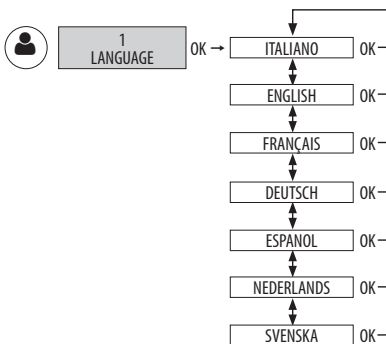 1
LANGUAGE
OK
ITALIANO OK
ENGLISH OK
FRANÇAIS OK
DEUTSCH OK
ESPANOL OK
NEDERLANDS OK
SVENSKA OK